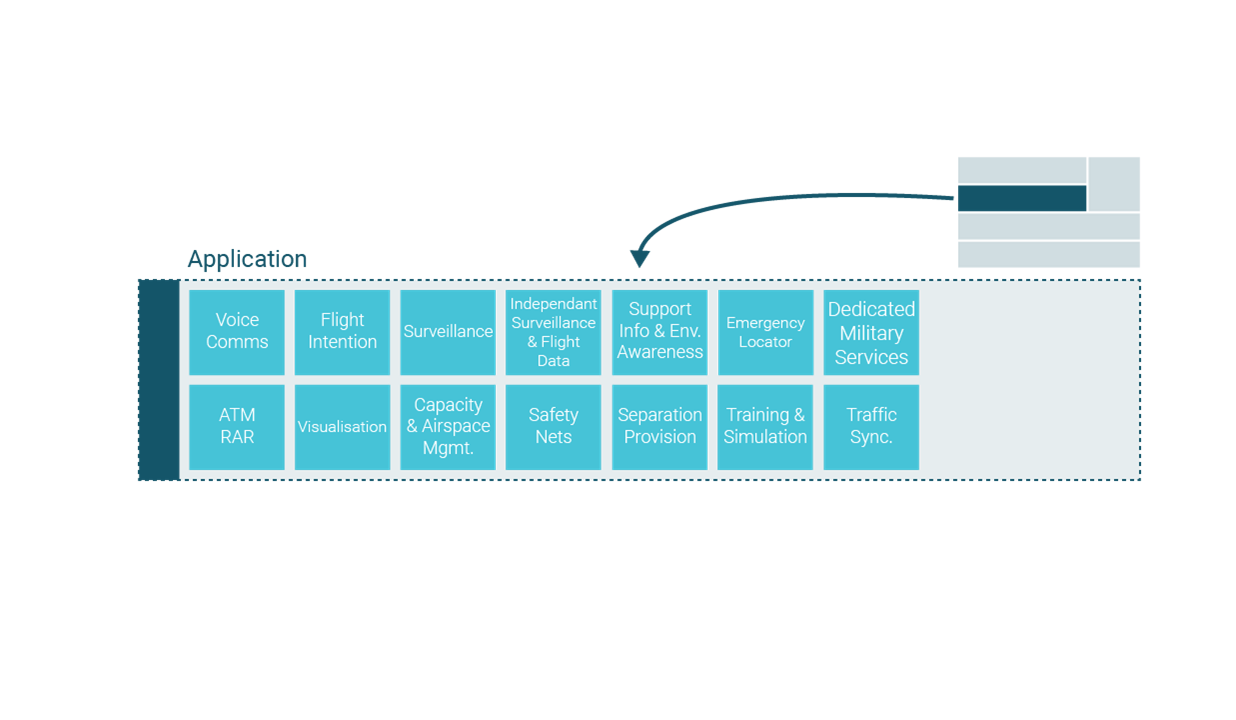 Application
Voice
Comms
Flight
Intention
Surveillance
Independant
Surveillance
& Flight
Data
Support
Info & Env.
Awareness
Emergency
Locator
Dedicated
Military
Services
ATM
RAR
Visualisation
Capacity
& Airspace
Mgmt.
Safety
Nets
Separation
Provision
Training &
Simulation
Traffic
Sync.